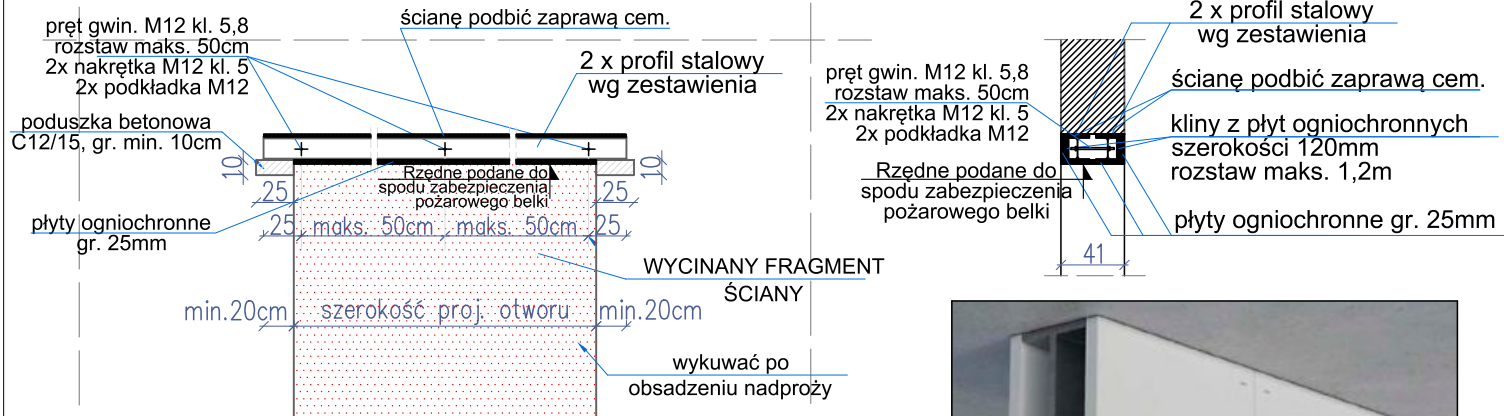 pręt gwin. M12 kl. 5,8
rozstaw maks. 50cm
2x nakrętka M12 kl. 5
2x podkładka M12
ścianę podbić zaprawą cem.
2 x profil stalowy
wg zestawienia
poduszka betonowa
C12/15, gr. min. 10cm
10
10
Rzędne podane do
spodu zabezpieczenia
pożarowego belki
25
25
płyty ogniochronne
gr. 25mm
25
maks. 50cm
maks. 50cm
25
WYCINANY FRAGMENT
ŚCIANY
min.20cm
szerokość proj. otworu
min.20cm
wykuwać po
obsadzeniu nadproży
2 x profil stalowy
wg zestawienia
pręt gwin. M12 kl. 5,8
rozstaw maks. 50cm
2x nakrętka M12 kl. 5
2x podkładka M12
ścianę podbić zaprawą cem.
kliny z płyt ogniochronnych
szerokości 120mm
rozstaw maks. 1,2m
Rzędne podane do
spodu zabezpieczenia
pożarowego belki
płyty ogniochronne gr. 25mm
41